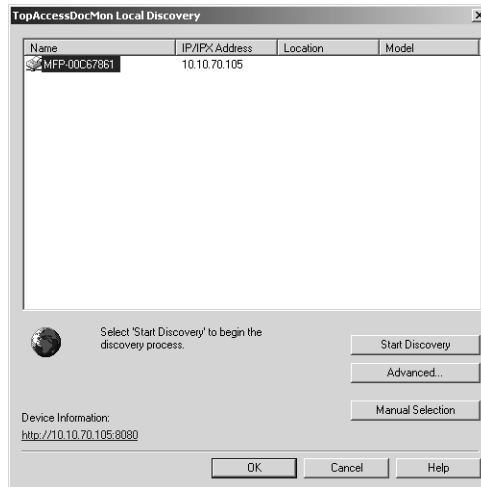 TopAccessDocMon Local Discovery
Name IP/IPX Address Location Model
MFP-00C67861 10.10.70.105
Select 'Start Discovery' to begin the
discovery process.
Start Discovery
Advanced...
Manual Selection
Device Information:
http://10.10.70.105:8080
OK Cancel Help